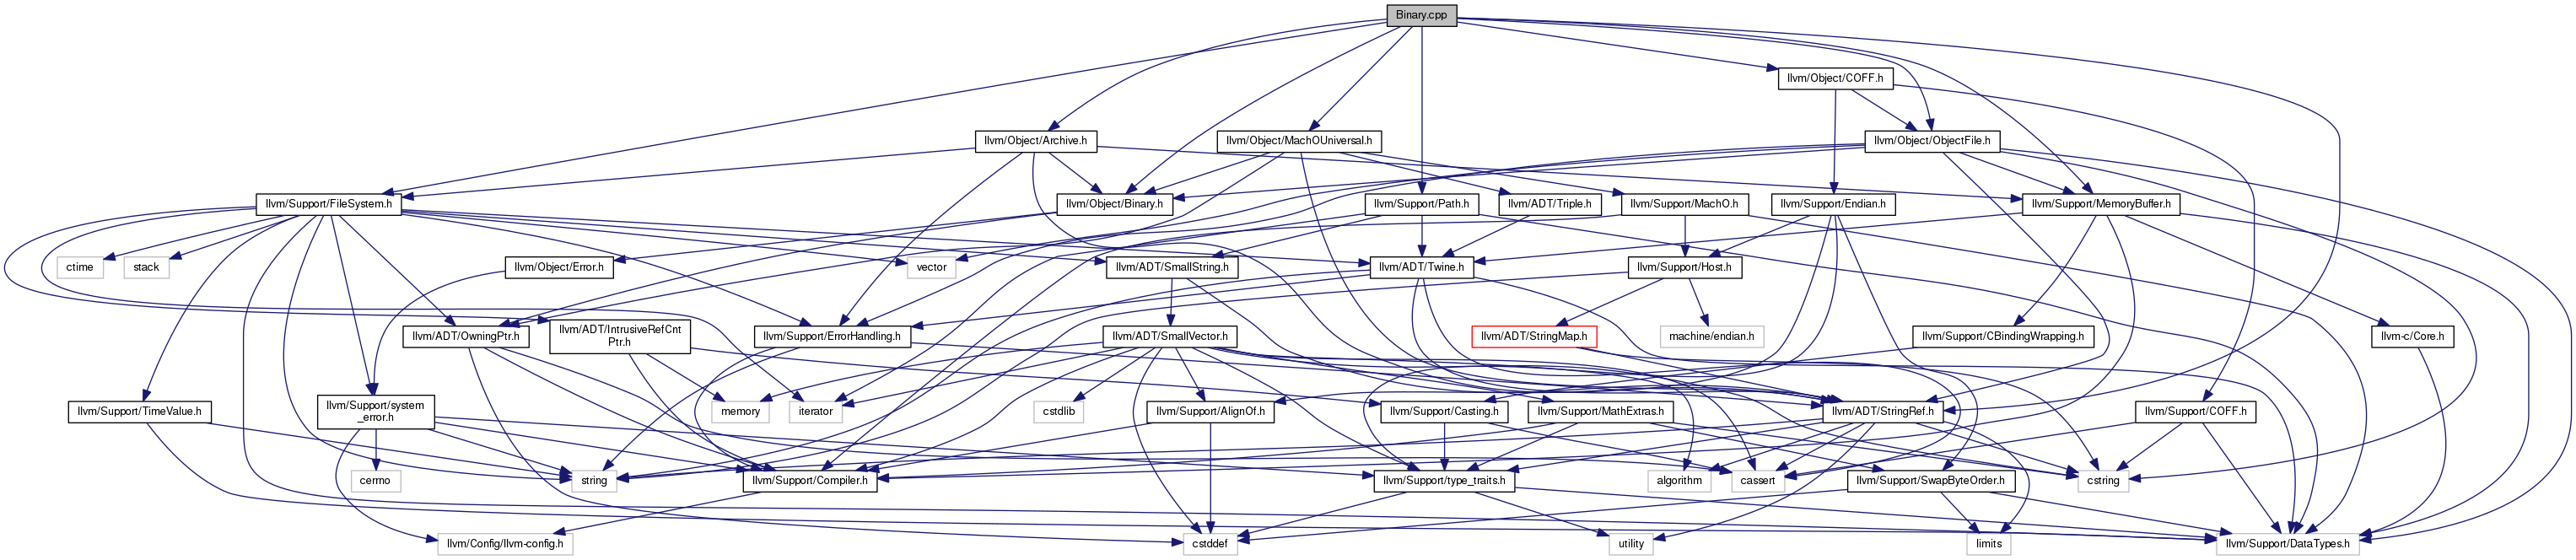 Binary.cpp
llvm/Object/COFF.h
llvm/Object/Archive.h
llvm/Object/MachOUniversal.h
llvm/Object/ObjectFile.h
llvm/Support/FileSystem.h
llvm/Object/Binary.h
llvm/Support/Path.h
llvm/ADT/Triple.h
llvm/Support/MachO.h
llvm/Support/Endian.h
llvm/Support/MemoryBuffer.h
ctime
stack
llvm/Object/Error.h
vector
llvm/ADT/SmallString.h
llvm/ADT/Twine.h
llvm/Support/Host.h
llvm/ADT/OwningPtr.h
llvm/ADT/IntrusiveRefCnt
Ptr.h
llvm/Support/ErrorHandling.h
llvm/ADT/SmallVector.h
llvm/ADT/StringMap.h
machine/endian.h
llvm/Support/CBindingWrapping.h
llvm-c/Core.h
llvm/Support/TimeValue.h
llvm/Support/system
_error.h
memory
iterator
cstdlib
llvm/Support/AlignOf.h
llvm/Support/Casting.h
llvm/Support/MathExtras.h
llvm/ADT/StringRef.h
llvm/Support/COFF.h
cerrno
string
llvm/Support/Compiler.h
llvm/Support/type_traits.h
algorithm
cassert
llvm/Support/SwapByteOrder.h
cstring
llvm/Config/llvm-config.h
cstddef
utility
limits
llvm/Support/DataTypes.h